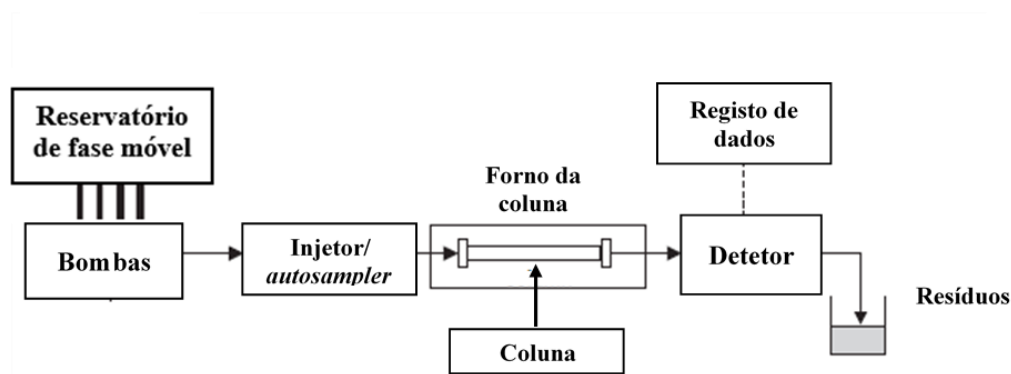 Reservatório
de fase móvel
Bombas
Injetor/
autosampler
Forno da
coluna
Coluna
Registo de
dados
Detetor
Resíduos